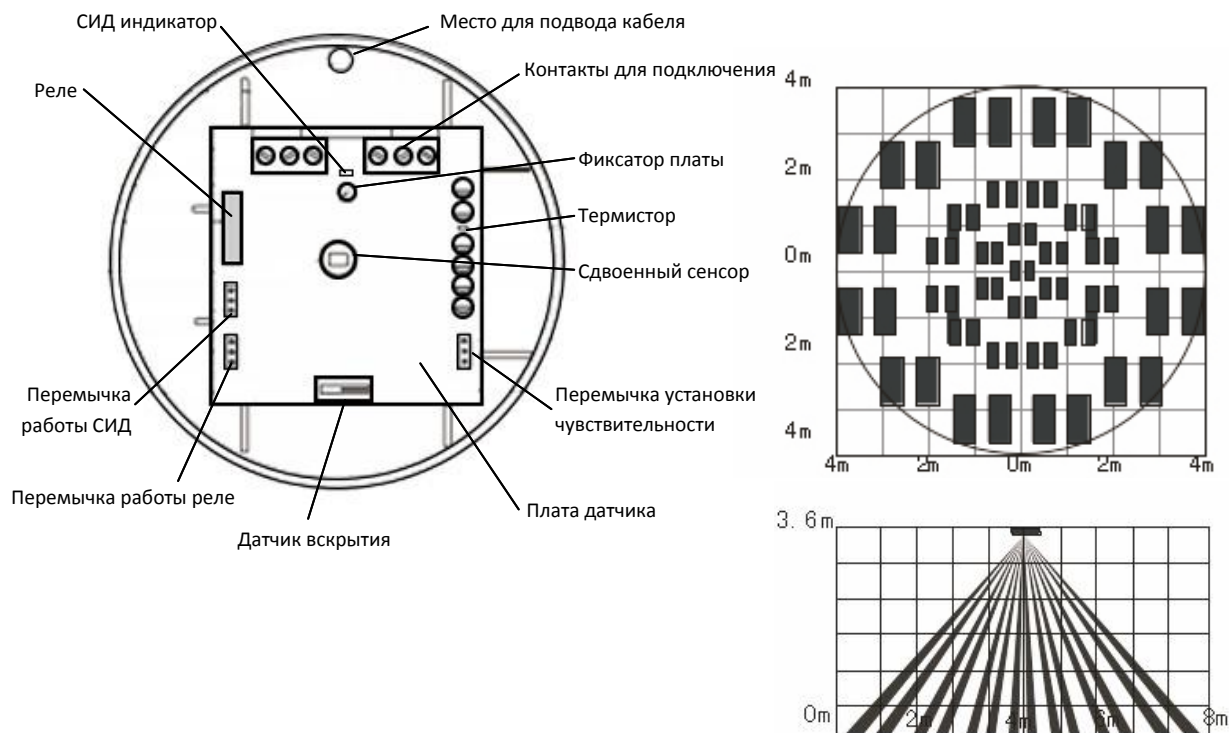 СИД индикатор
Место для подвода кабеля
Контакты для подключения
Реле
Фиксатор платы
Термистор
Сдвоенный сенсор
Перемычка
работы СИД
Перемычка установки
чувствительности
Перемычка работы реле
Плата датчика
Датчик вскрытия
4m
2m
0m
2m
4m
4m 2m 0m 2m 4m
3.6m
0m 2m 4m 6m 8m